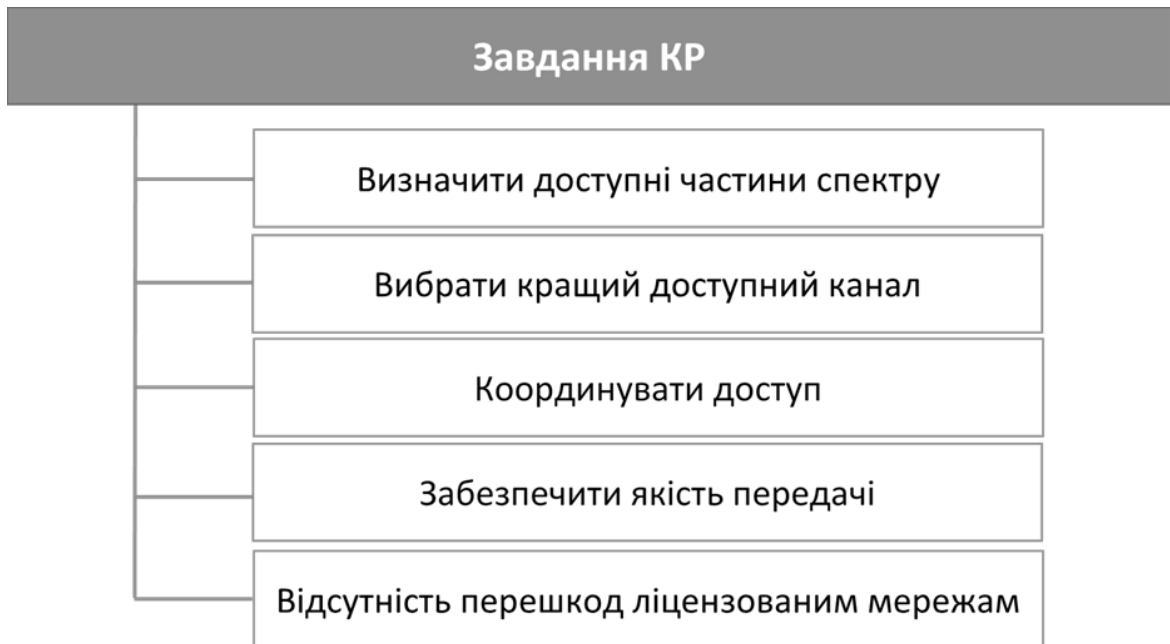 Завдання КР
Визначити доступні частини спектру
Вибрати кращий доступний канал
Координувати доступ
Забезпечити якість передачі
Відсутність перешкод ліцензованим мережам